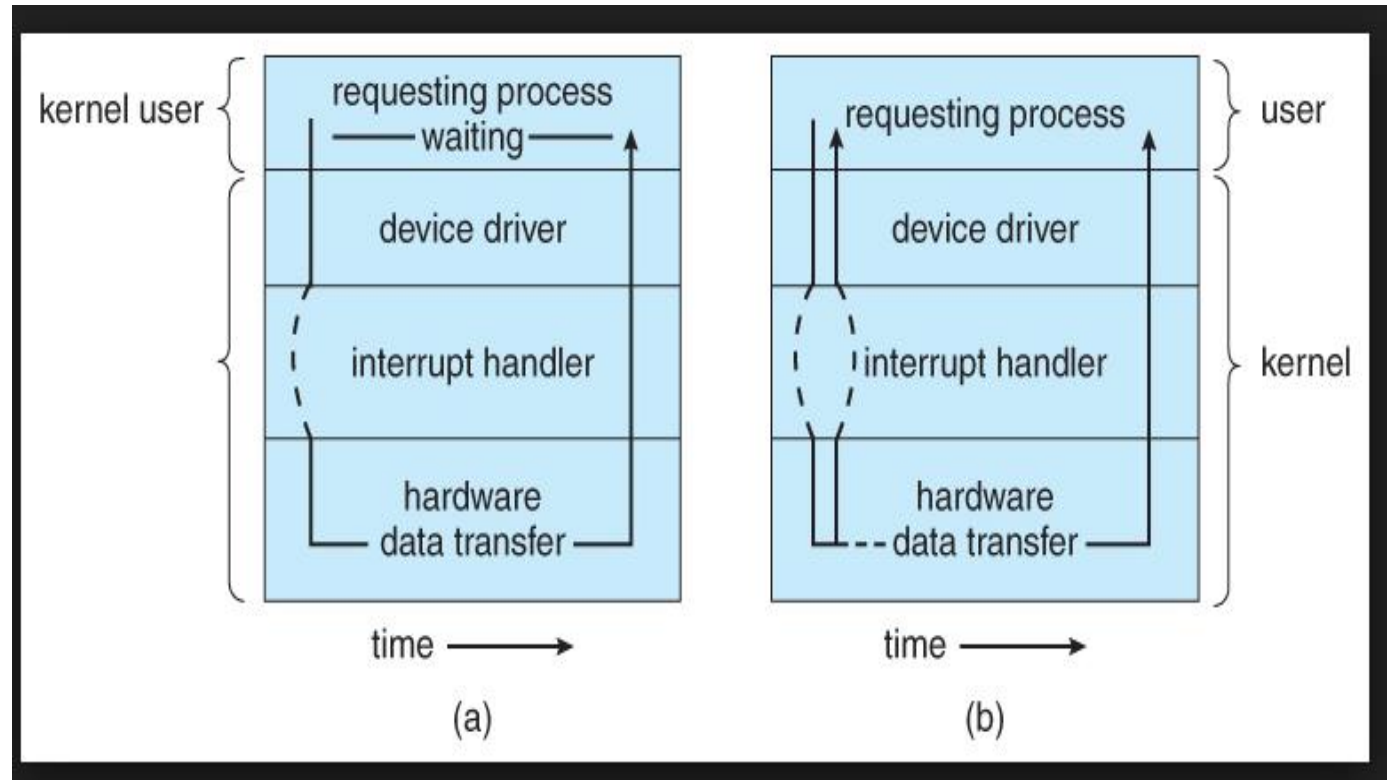 kernel user
requesting process
waiting
device driver
interrupt handler
hardware
data transfer
time
(a)
requesting process
user
device driver
interrupt handler
kernel
hardware
data transfer
time
(b)